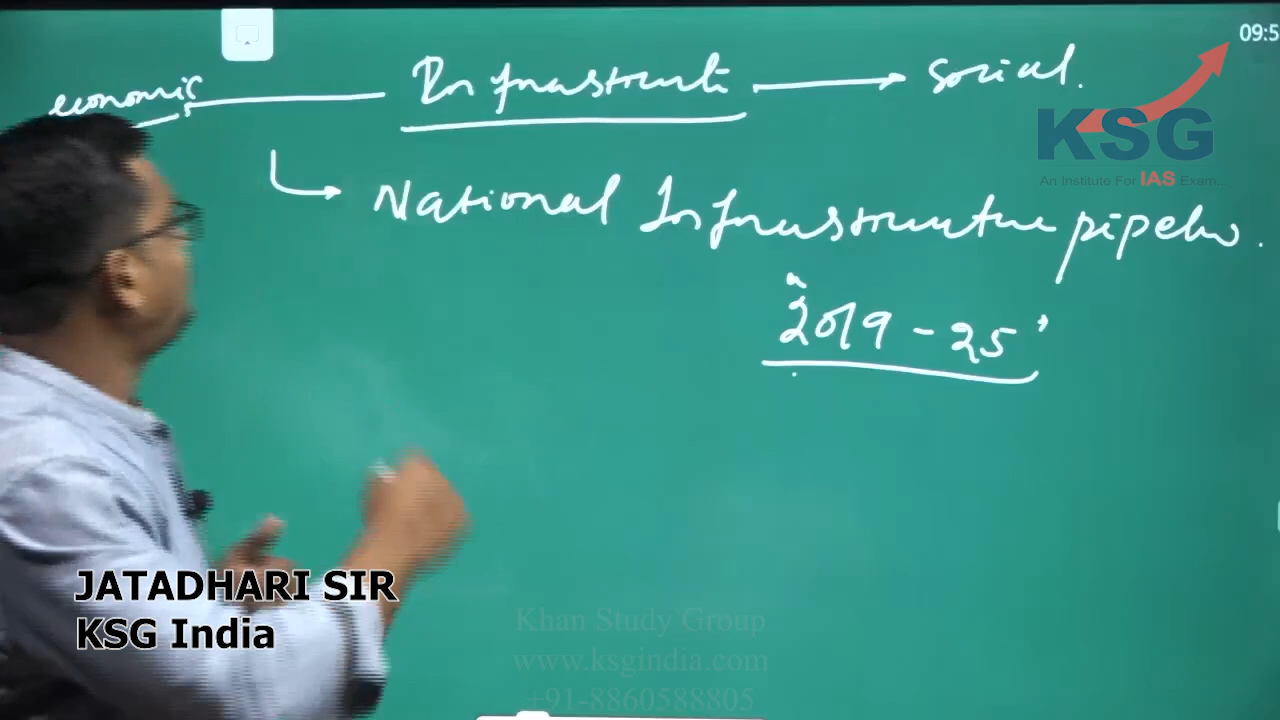 09:5
economic Infrastructu Social.
KSG
An Institute For IAS Exam...
National Infrastructure pipeline.
2019-25
JATADHARI SIR
KSG India
Khan Study Group
www.ksgindia.com
+91-8860588805